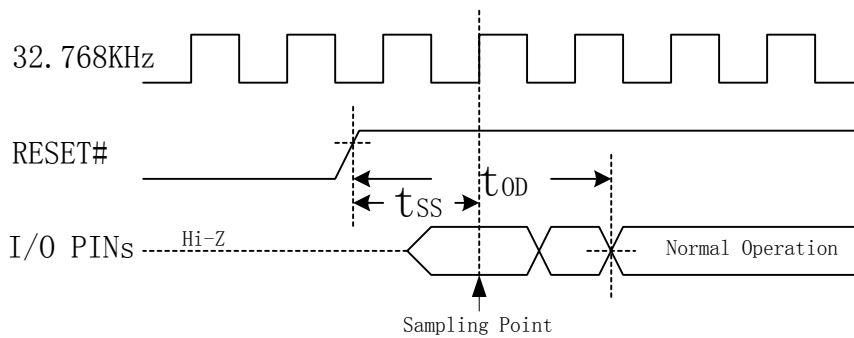 32.768KHz
RESET#
tOD
tSS
I/O PINs
Hi-Z
Normal Operation
Sampling Point